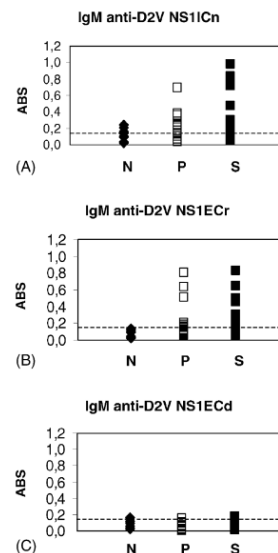 IgM anti-D2V NS1ICn
1,2
1,0
0,8
0,6
0,4
0,2
0,0
ABS
(A) N P S
IgM anti-D2V NS1ECr
1,2
1,0
0,8
0,6
0,4
0,2
0,0
ABS
(B) N P S
IgM anti-D2V NS1ECd
1,2
1,0
0,8
0,6
0,4
0,2
0,0
ABS
(C) N P S